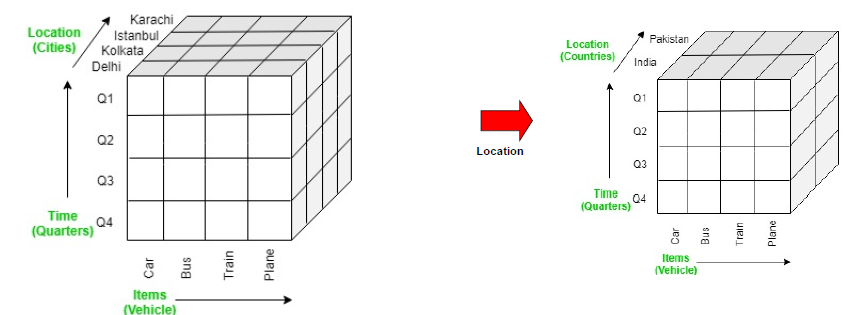 Karachi
Istanbul
Kolkata
Delhi
Location
(Cities)
Q1
Q2
Q3
Q4
Time
(Quarters)
Car
Bus
Train
Plane
Items
(Vehicle)
Location
Location
(Countries)
Pakistan
India
Q1
Q2
Q3
Q4
Time
(Quarters)
Car
Bus
Train
Plane
Items
(Vehicle)